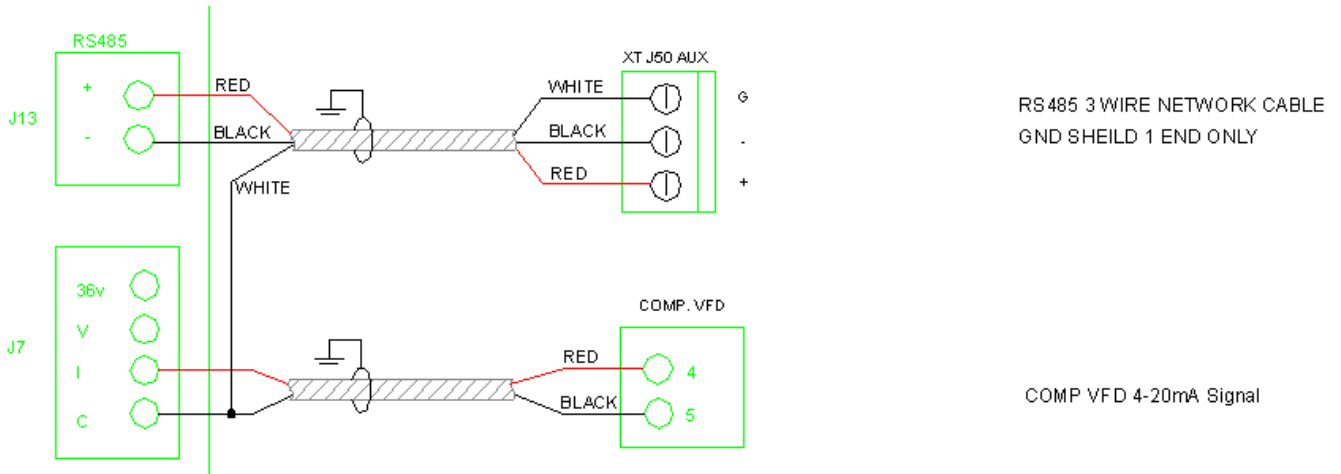 RS485
J13
+
-
RED
BLACK
WHITE
WHITE
BLACK
RED
XT J50 AUX
G
-
+
RS485 3 WIRE NETWORK CABLE
GND SHEILD 1 END ONLY
J7
36v
V
I
C
RED
BLACK
COMP. VFD
4
5
COMP VFD 4-20mA Signal